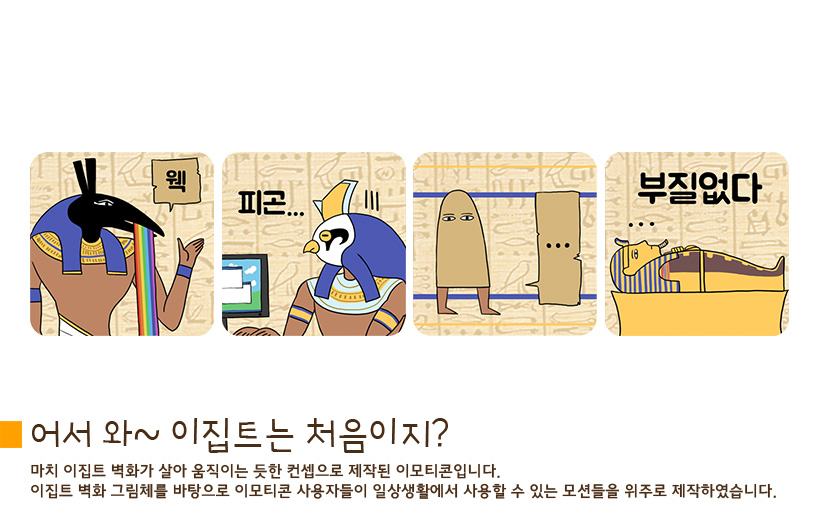 웩
피곤...
...
부질없다
...
어서 와~ 이집트는 처음이지?
마치 이집트 벽화가 살아 움직이는 듯한 컨셉으로 제작된 이모티콘입니다.
이집트 벽화 그림체를 바탕으로 이모티콘 사용자들이 일상생활에서 사용할 수 있는 모션들을 위주로 제작하였습니다.